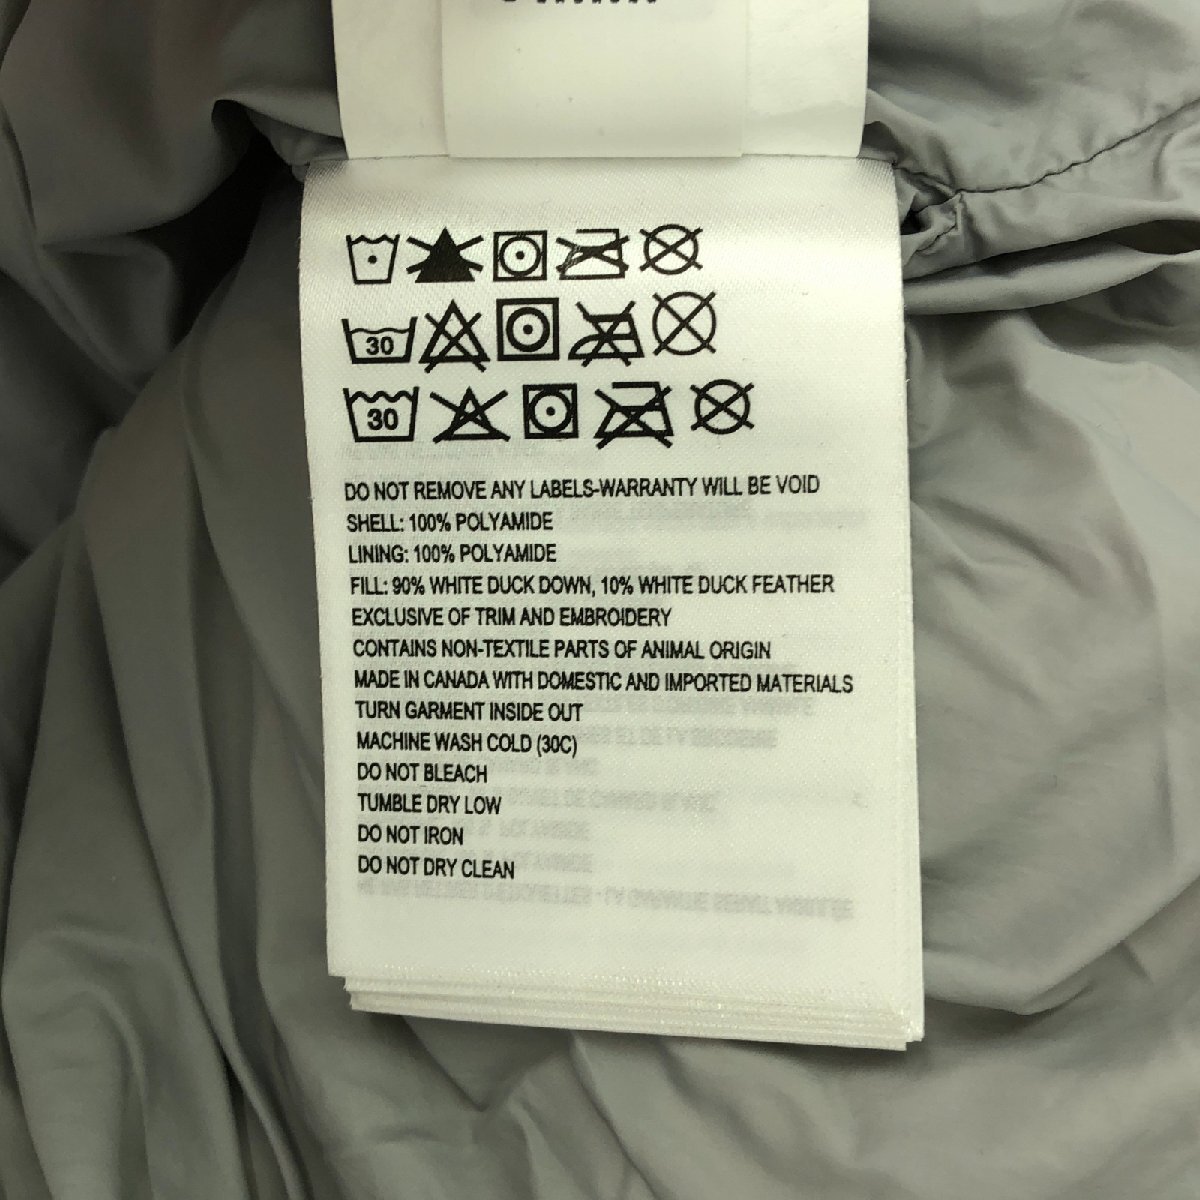 30
30
DO NOT REMOVE ANY LABELS-WARRANTY WILL BE VOID
SHELL: 100% POLYAMIDE
LINING: 100% POLYAMIDE
FILL: 90% WHITE DUCK DOWN, 10% WHITE DUCK FEATHER
EXCLUSIVE OF TRIM AND EMBROIDERY
CONTAINS NON-TEXTILE PARTS OF ANIMAL ORIGIN
MADE IN CANADA WITH DOMESTIC AND IMPORTED MATERIALS
TURN GARMENT INSIDE OUT
MACHINE WASH COLD (30C)
DO NOT BLEACH
TUMBLE DRY LOW
DO NOT IRON
DO NOT DRY CLEAN